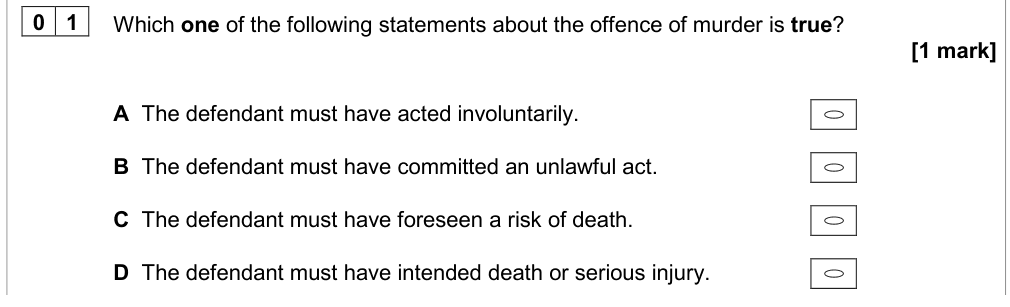 0 1 Which one of the following statements about the offence of murder is true?
[1 mark]
A The defendant must have acted involuntarily.
B The defendant must have committed an unlawful act.
C The defendant must have foreseen a risk of death.
D The defendant must have intended death or serious injury.